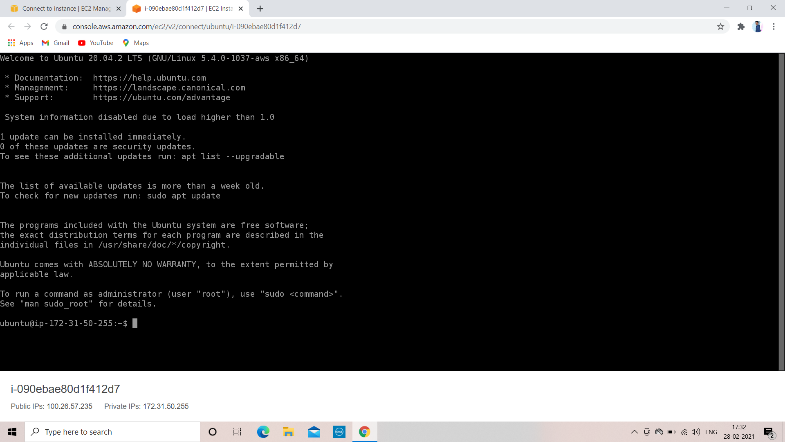 Connect to instance | EC2 Manag
i-090ebae80d1f412d7 | EC2 Insta
console.aws.amazon.com/ec2/v2/connect/ubuntu/i-090ebae80d1f412d7
Apps Gmail YouTube Maps
Welcome to Ubuntu 20.04.2 LTS (GNU/Linux 5.4.0-1037-aws x86_64)
* Documentation: https://help.ubuntu.com
* Management: https://landscape.canonical.com
* Support: https://ubuntu.com/advantage
System information disabled due to load higher than 1.0
1 update can be installed immediately.
0 of these updates are security updates.
To see these additional updates run: apt list --upgradable
The list of available updates is more than a week old.
To check for new updates run: sudo apt update
The programs included with the Ubuntu system are free software;
the exact distribution terms for each program are described in the
individual files in /usr/share/doc/*/copyright.
Ubuntu comes with ABSOLUTELY NO WARRANTY, to the extent permitted by
applicable law.
To run a command as administrator (user "root"), use "sudo <command>".
See "man sudo_root" for details.
ubuntu@ip-172-31-50-255:~$
i-090ebae80d1f412d7
Public IPs: 100.26.57.235 Private IPs: 172.31.50.255
Type here to search
ENG
17:32
28-02-2021
2